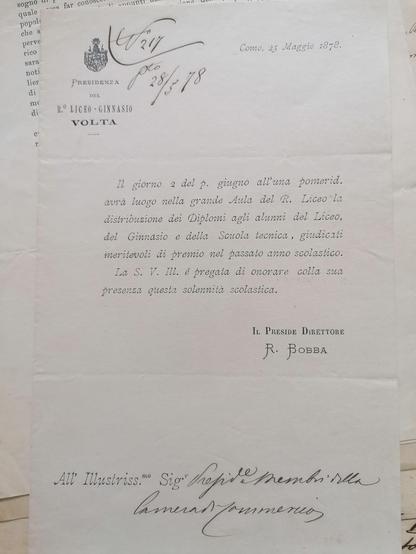 N° 217
Como, 25 Maggio 1878.
28/5 78
PRESIDENZA
DEL
R.° LICEO-GINNASIO
VOLTA
Il giorno 2 del p. giugno all'una pomerid.
avrà luogo nella grande Aula del R. Liceo la
distribuzione dei Diplomi agli alunni del Liceo,
del Ginnasio e della Scuola tecnica, giudicati
meritevoli di premio nel passato anno scolastico.
La S. V. Ill. é pregata di onorare colla sua
presenza questa solennità scolastica.
IL PRESIDE DIRETTORE
R. BOBBA
All' Illustriss.mo Sigr Preside e Membri della
Camera di Commercio